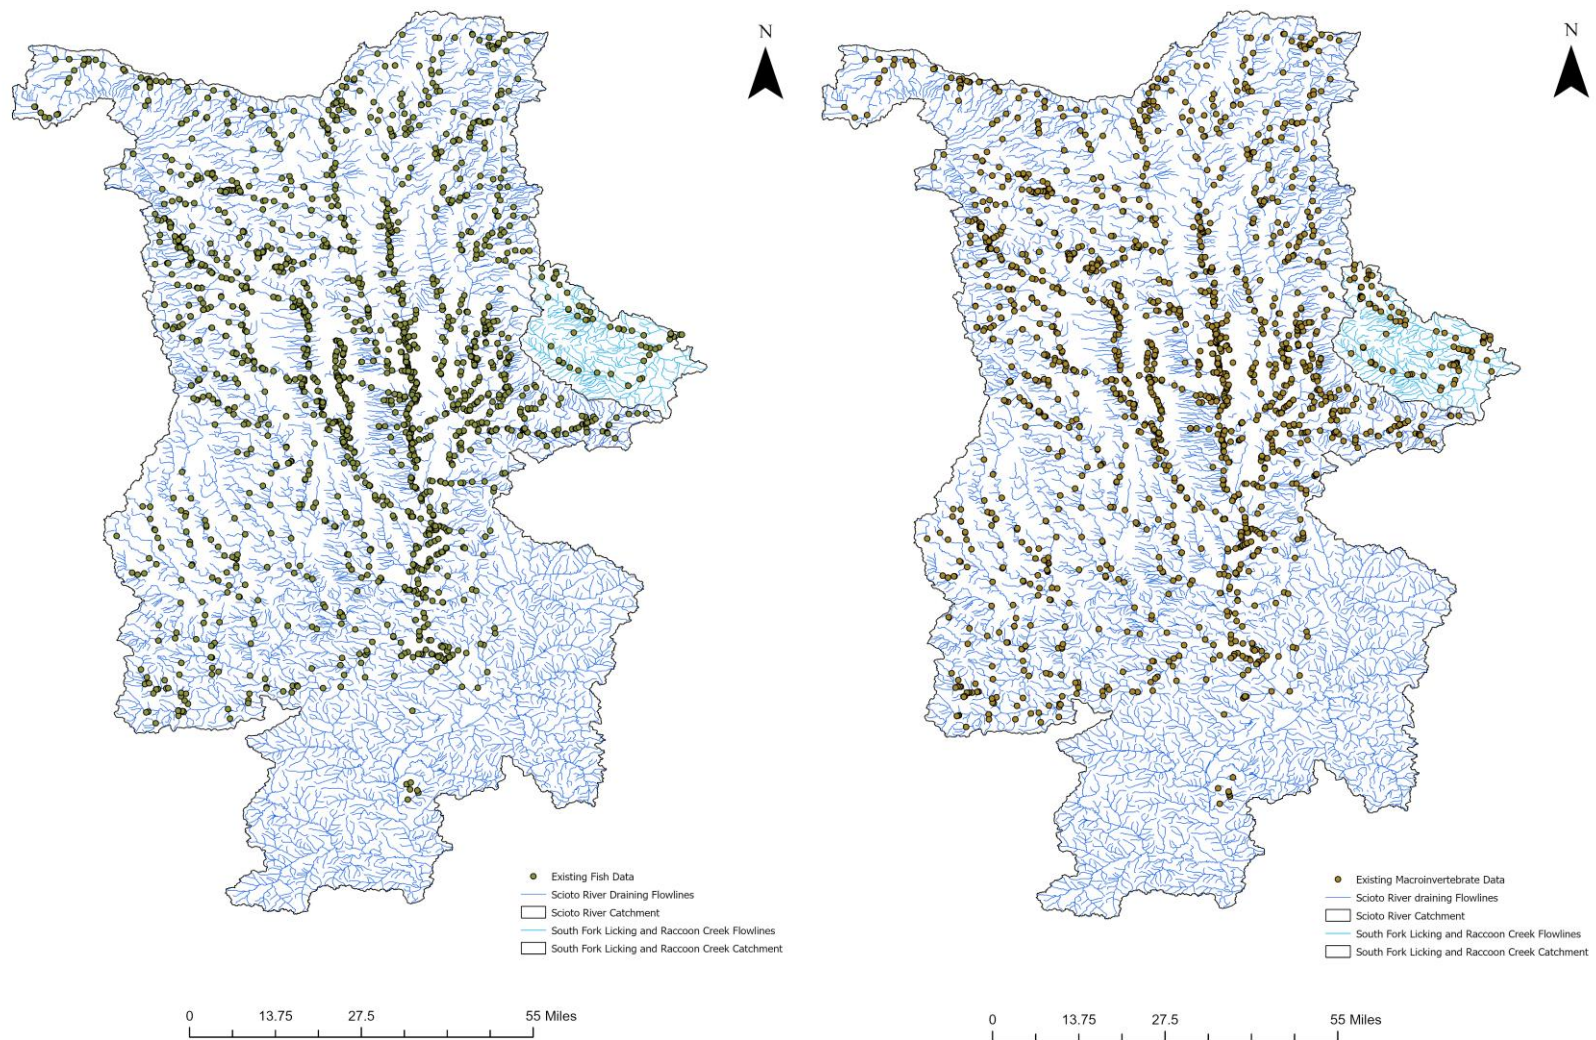 N
Existing Fish Data
Scioto River Draining Flowlines
Scioto River Catchment
South Fork Licking and Raccoon Creek Flowlines
South Fork Licking and Raccoon Creek Catchment
0 13.75 27.5 55 Miles
N
Existing Macroinvertebrate Data
Scioto River draining Flowlines
Scioto River Catchment
South Fork Licking and Raccoon Creek Flowlines
South Fork Licking and Raccoon Creek Catchment
0 13.75 27.5 55 Miles